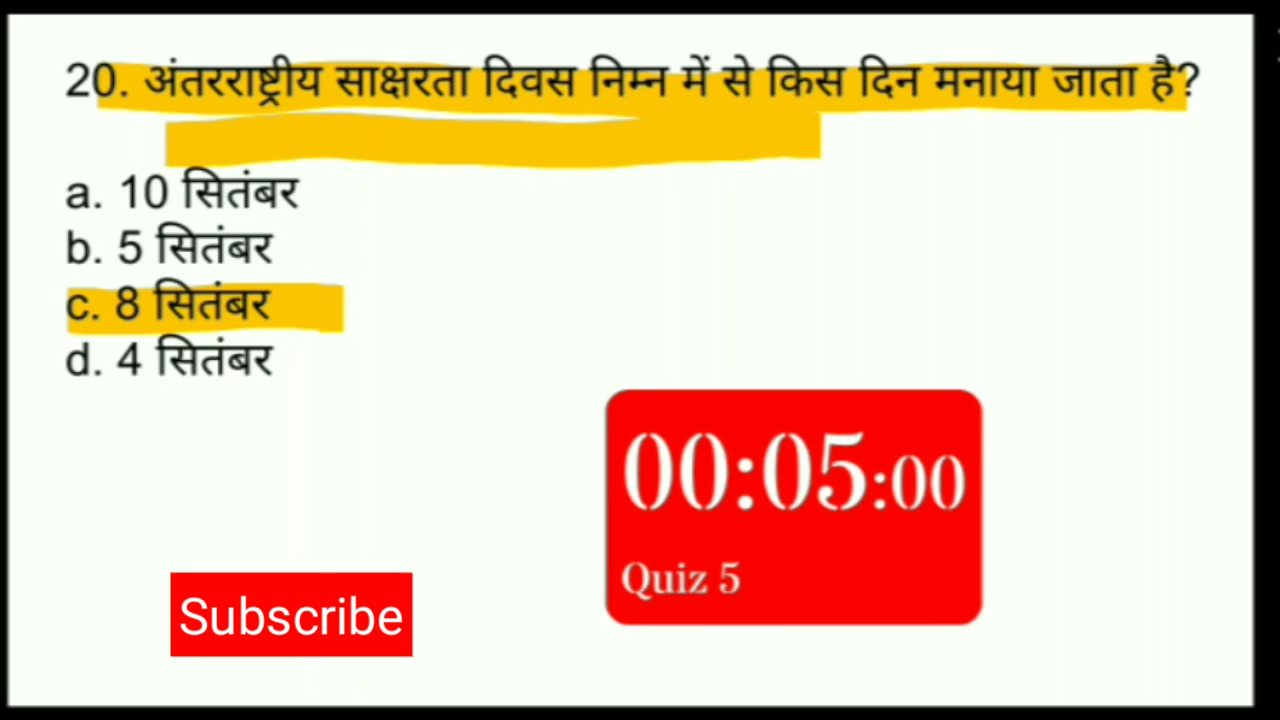 20. अंतरराष्ट्रीय साक्षरता दिवस निम्न में से किस दिन मनाया जाता है?
a. 10 सितंबर
b. 5 सितंबर
c. 8 सितंबर
d. 4 सितंबर
00:05:00
Quiz 5
Subscribe